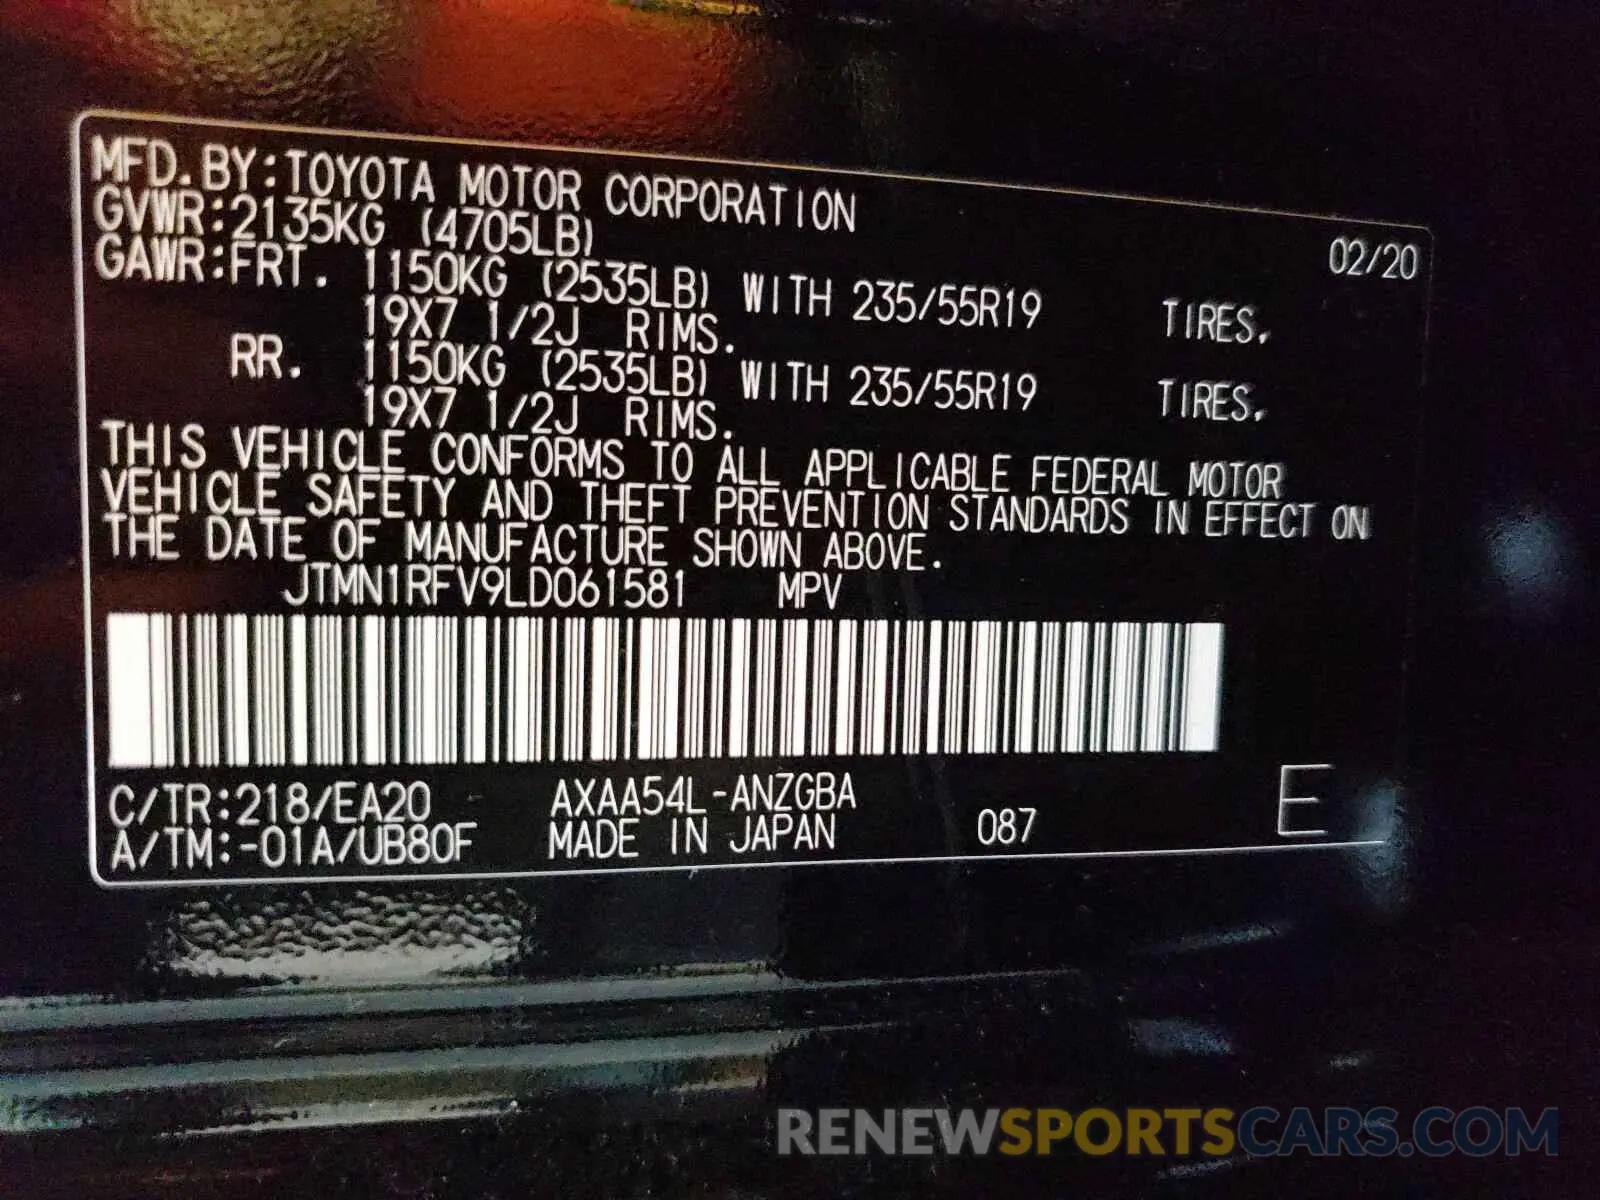 MFD.BY:TOYOTA MOTOR CORPORATION
GVWR:2135KG (4705LB) 02/20
GAWR:FRT. 1150KG (2535LB) WITH 235/55R19 TIRES.
19X7 1/2J RIMS.
RR. 1150KG (2535LB) WITH 235/55R19 TIRES.
19X7 1/2J RIMS.
THIS VEHICLE CONFORMS TO ALL APPLICABLE FEDERAL MOTOR
VEHICLE SAFETY AND THEFT PREVENTION STANDARDS IN EFFECT ON
THE DATE OF MANUFACTURE SHOWN ABOVE.
JTMN1RFV9LD061581 MPV
C/TR:218/EA20 AXAA54L-ANZGBA
A/TM:-01A/UB80F MADE IN JAPAN 087 E
RENEWSPORTSCARS.COM